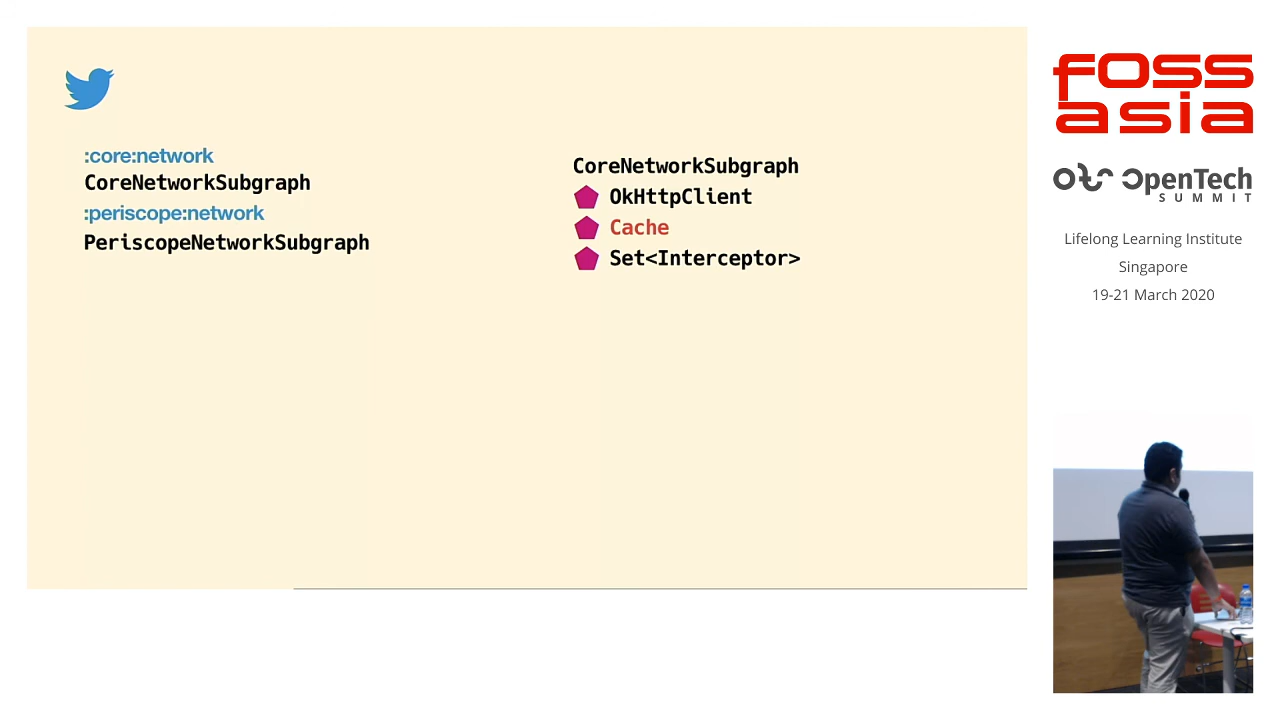 :core:network
CoreNetworkSubgraph
:periscope:network
PeriscopeNetworkSubgraph
CoreNetworkSubgraph
OkHttpClient
Cache
Set<Interceptor>
fOSS
asia
OpenTech
SUMMIT
Lifelong Learning Institute
Singapore
19-21 March 2020